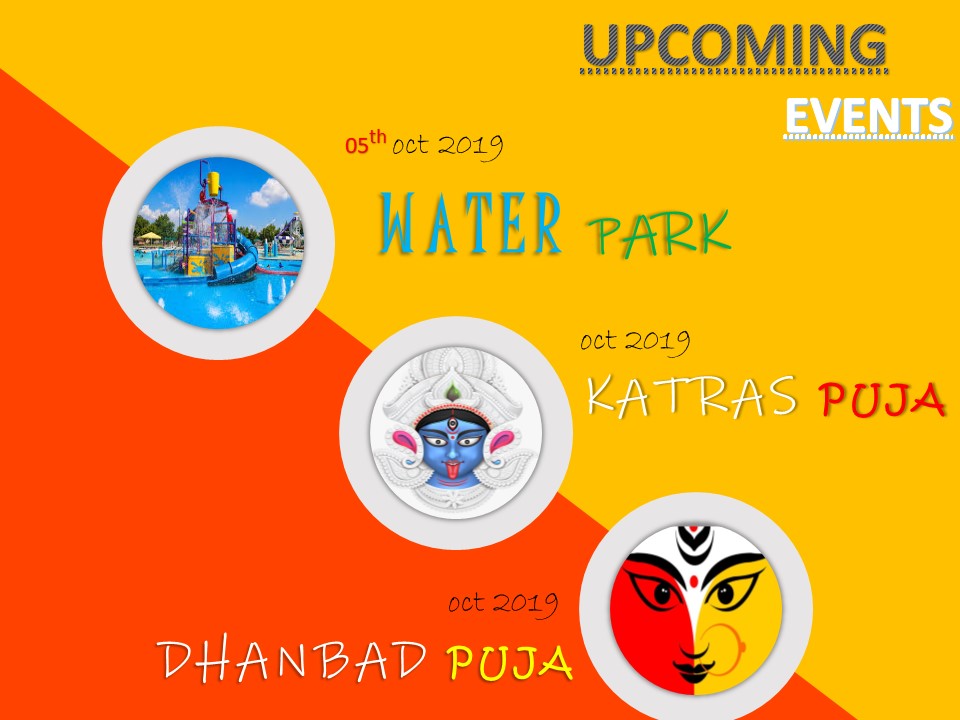 UPCOMING
EVENTS
05th oct 2019
WATER PARK
oct 2019
KATRAS PUJA
oct 2019
DHANBAD PUJA